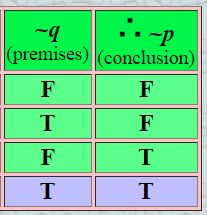 ~q ∴ ~p
(premises) (conclusion)
F F
T F
F T
T T